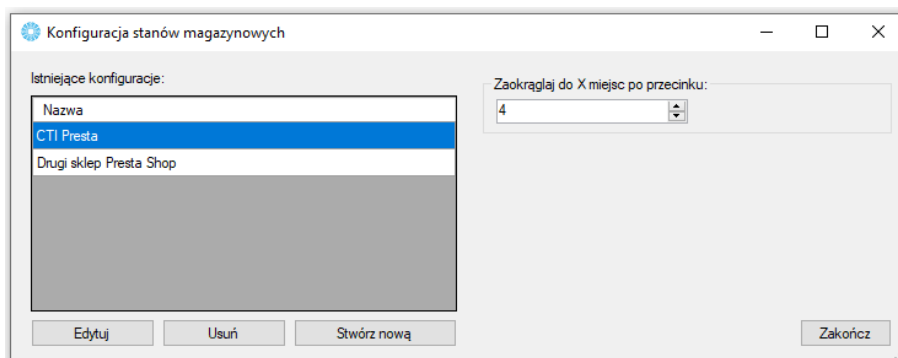 Konfiguracja stanów magazynowych
Istniejące konfiguracje:
Nazwa
CTI Presta
Drugi sklep Presta Shop
Zaokrąglaj do X miejsc po przecinku:
4
Edytuj
Usuń
Stwórz nową
Zakończ